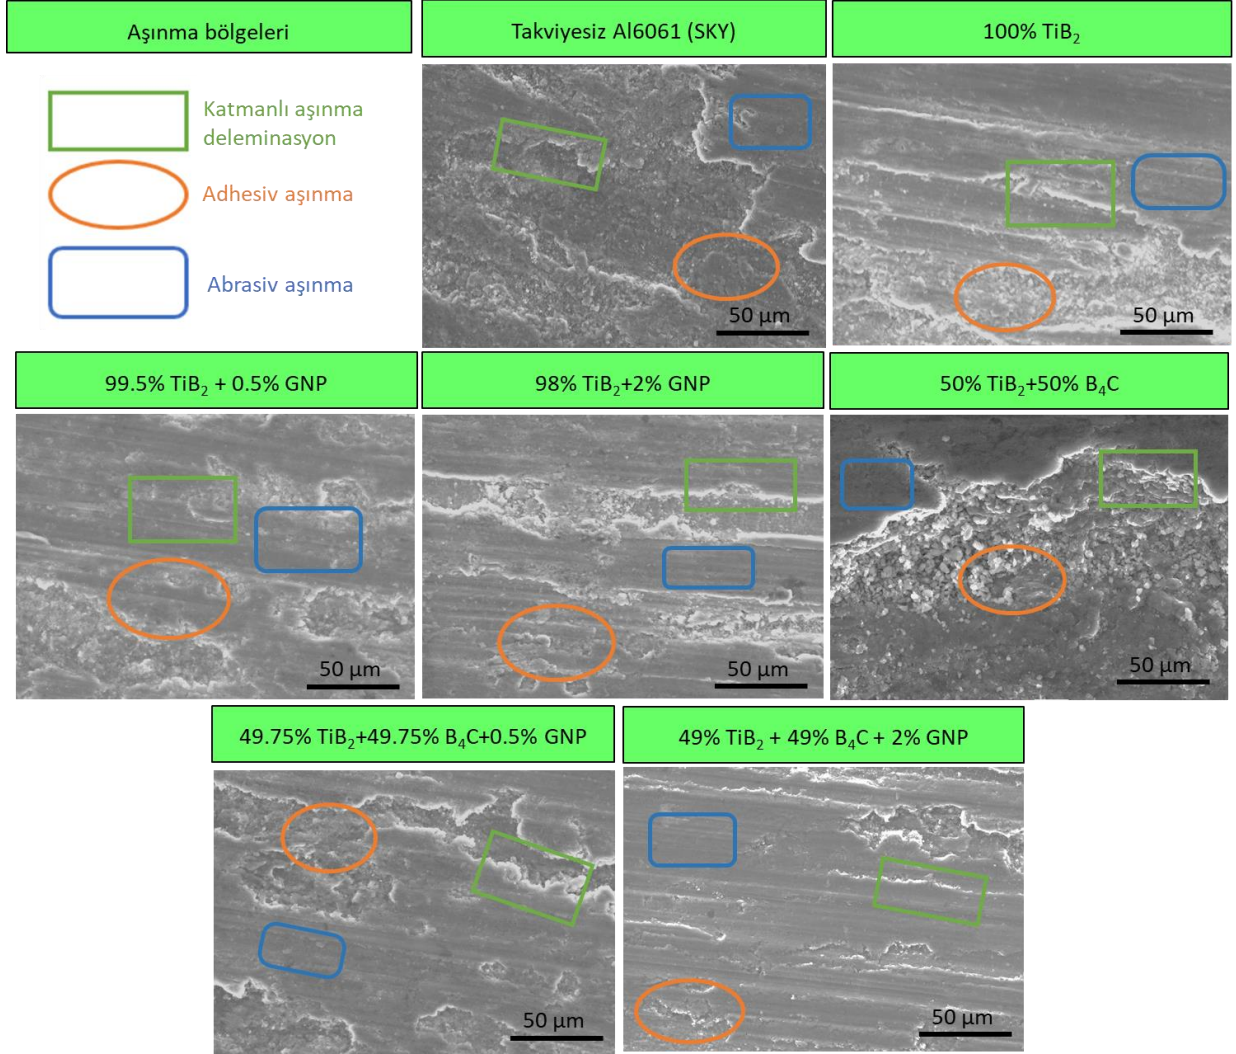 Aşınma bölgeleri
Takviyesiz Al6061 (SKY)
100% TiB₂
Katmanlı aşınma
deleminasyon
Adhesiv aşınma
Abrasiv aşınma
50 µm
50 µm
99.5% TiB₂ + 0.5% GNP
98% TiB₂+2% GNP
50% TiB₂+50% B₄C
50 µm
50 µm
50 µm
49.75% TiB₂+49.75% B₄C+0.5% GNP
49% TiB₂ + 49% B₄C + 2% GNP
50 µm
50 µm